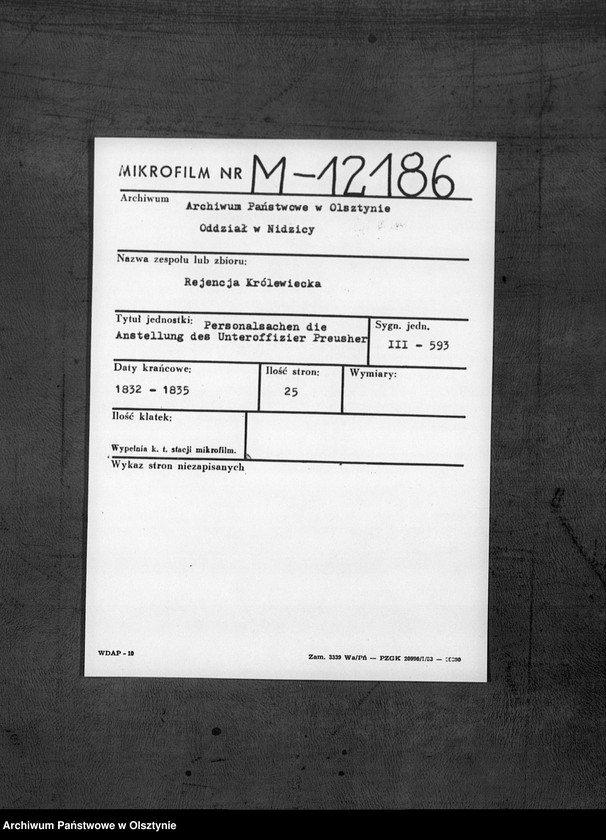 MIKROFILM NR M-12186
Archiwum
Archiwum Państwowe w Olsztynie
Oddział w Nidzicy
Nazwa zespołu lub zbioru:
Rejencja Królewiecka
Tytuł jednostki: Personalsachen die
Anstellung des Unteroffizier Preusher
Sygn. jedn.
III - 593
Daty krańcowe:
1832 - 1835
Ilość stron:
25
Wymiary:
Ilość klatek:
Wypełnia k. t. stacji mikrofilm.
Wykaz stron niezapisanych
WDAP - 10
Zam. 3339 Wa/Pń — PZGK
Archiwum Państwowe w Olsztynie